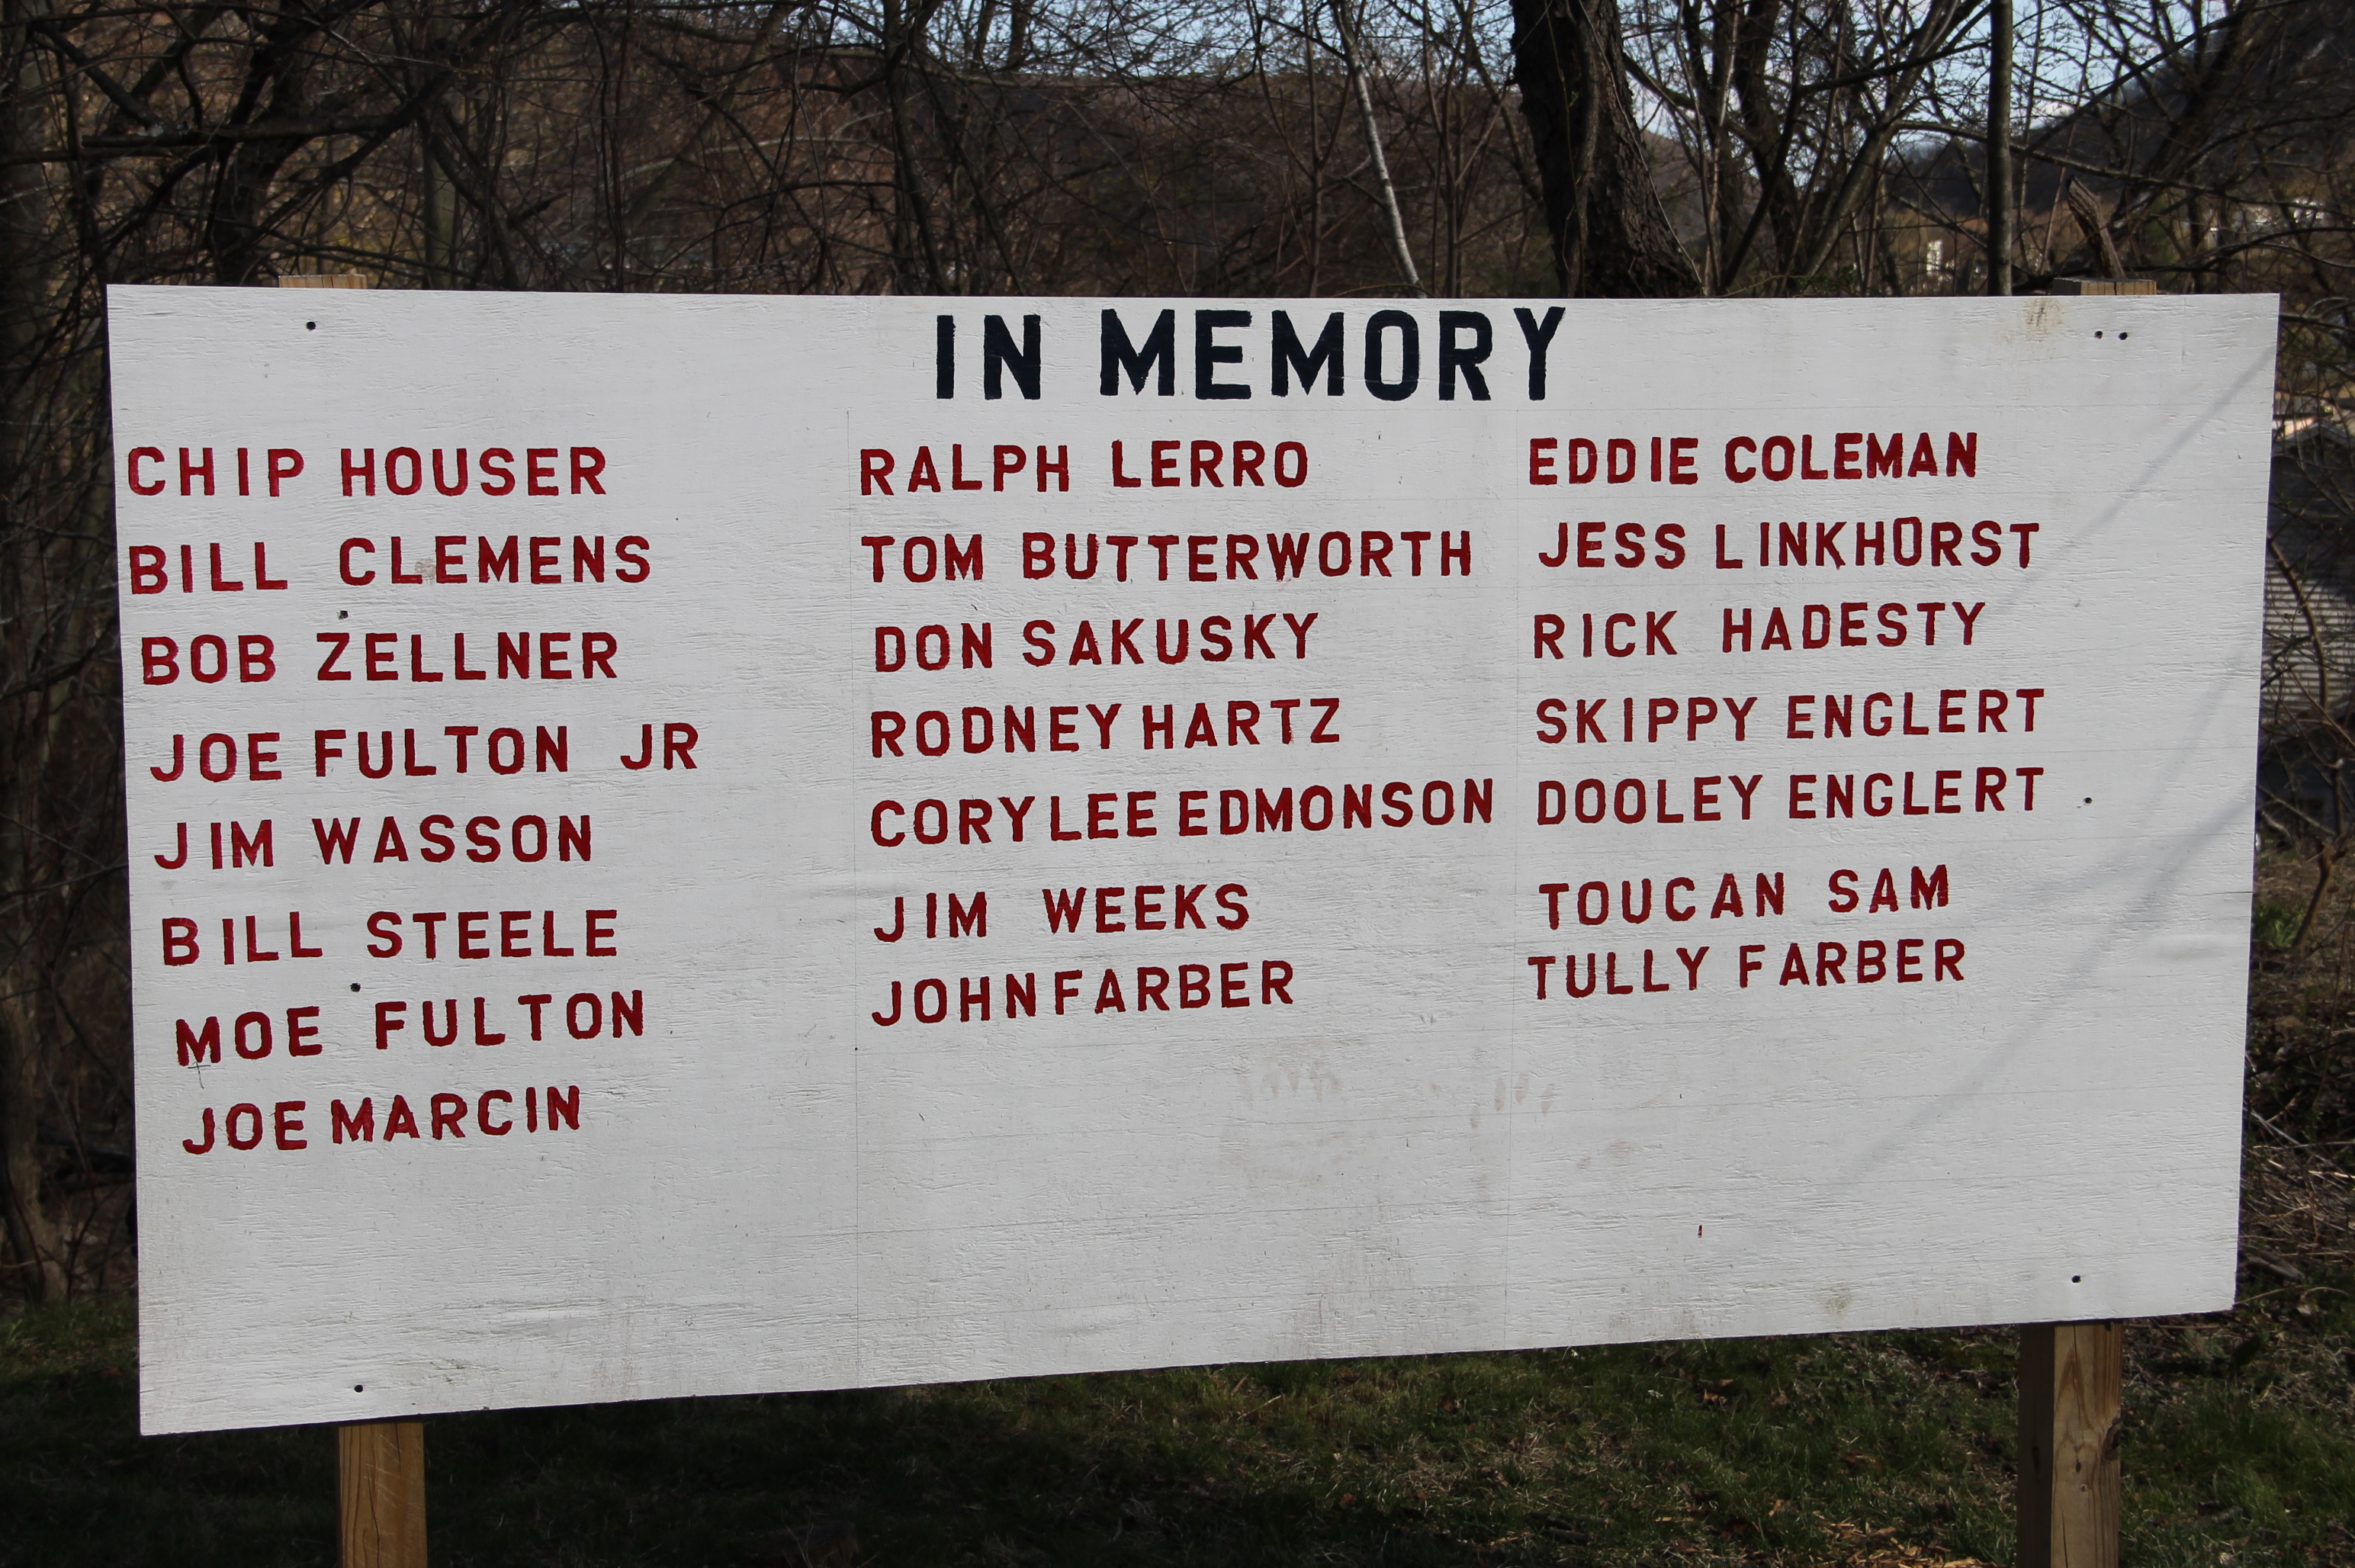 IN MEMORY
CHIP HOUSER
BILL CLEMENS
BOB ZELLNER
JOE FULTON JR
JIM WASSON
BILL STEELE
MOE FULTON
JOE MARCIN
RALPH LERRO
TOM BUTTERWORTH
DON SAKUSKY
RODNEY HARTZ
CORY LEE EDMONSON
JIM WEEKS
JOHN FARBER
EDDIE COLEMAN
JESS LINKHURST
RICK HADESTY
SKIPPY ENGLERT
DOOLEY ENGLERT
TOUCAN SAM
TULLY FARBER